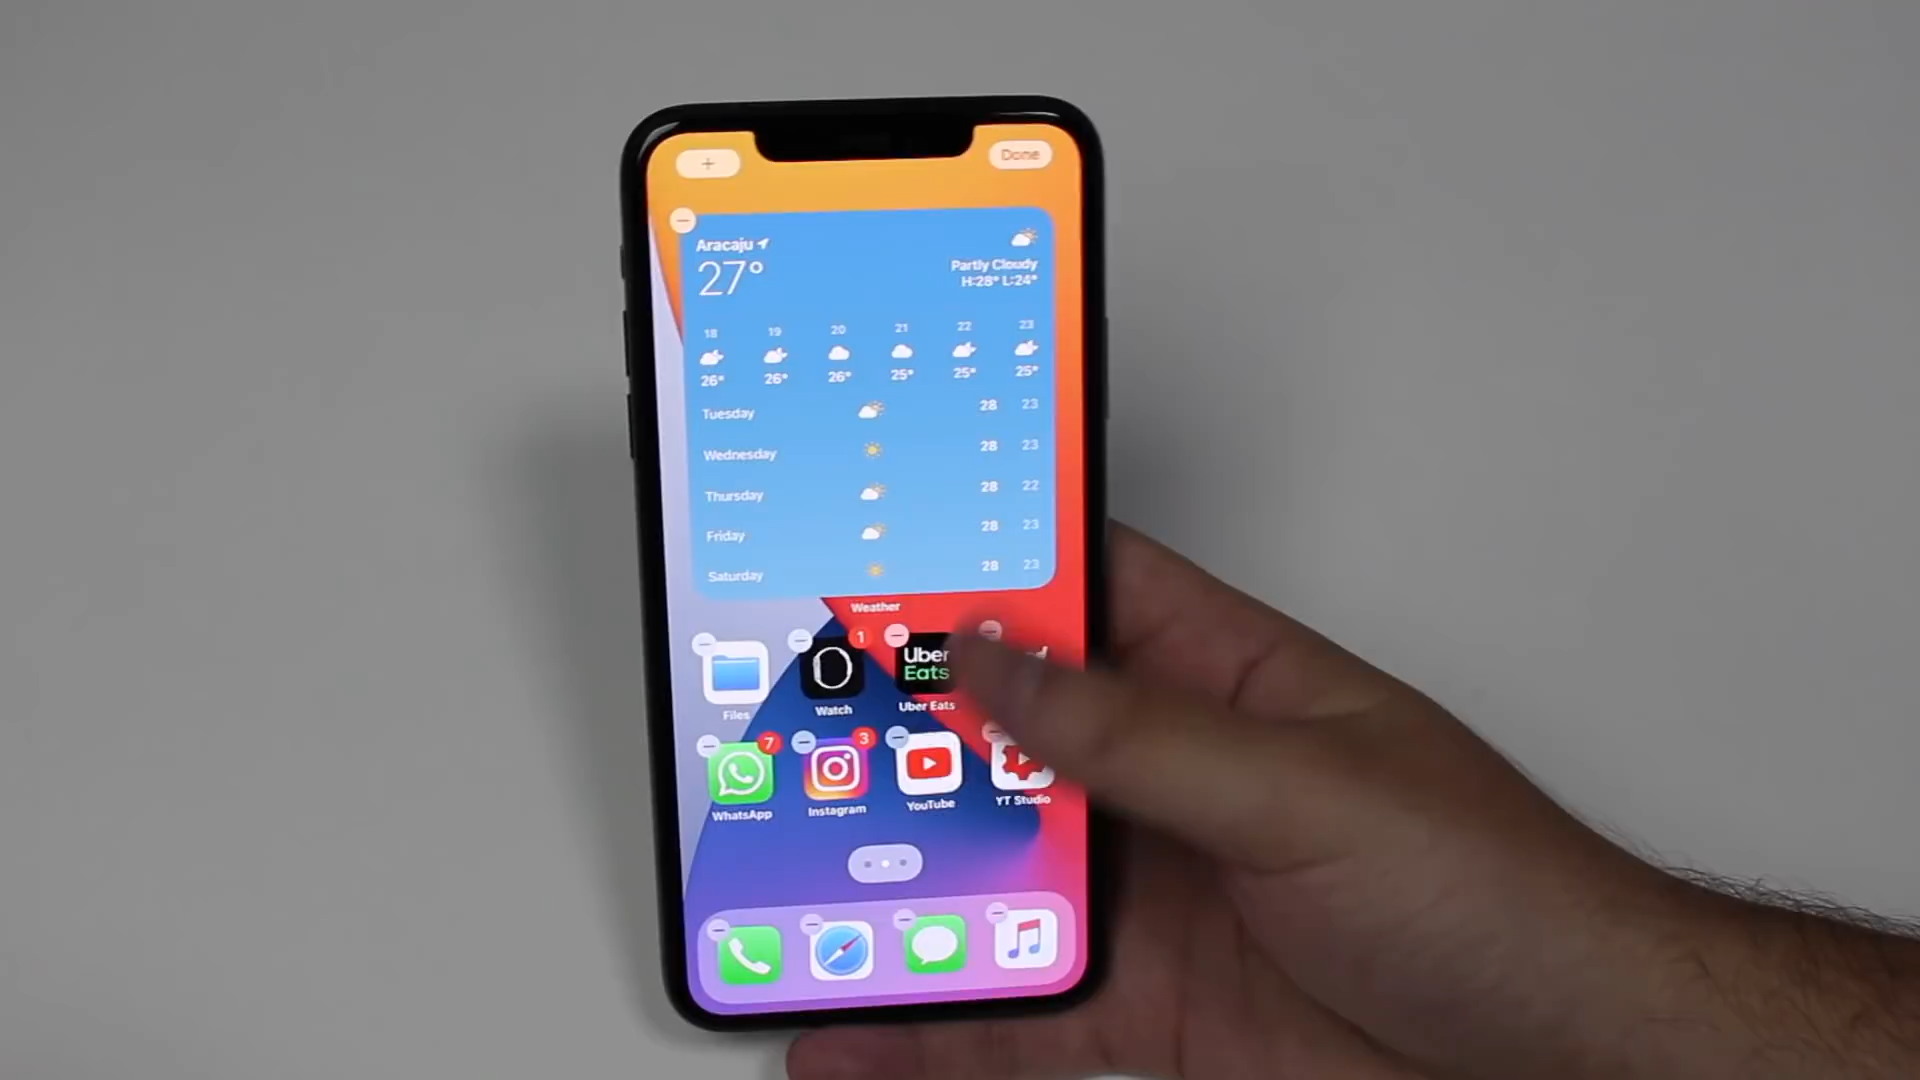 +
Done
Aracaju
27°
Partly Cloudy
H:28° L:24°
18 19 20 21 22 23
26° 26° 26° 25° 25° 25°
Tuesday 28 23
Wednesday 28 23
Thursday 28 22
Friday 28 23
Saturday 28 23
Weather
1
Uber
Eats
Files Watch Uber Eats
7 3
WhatsApp Instagram YouTube YT Studio